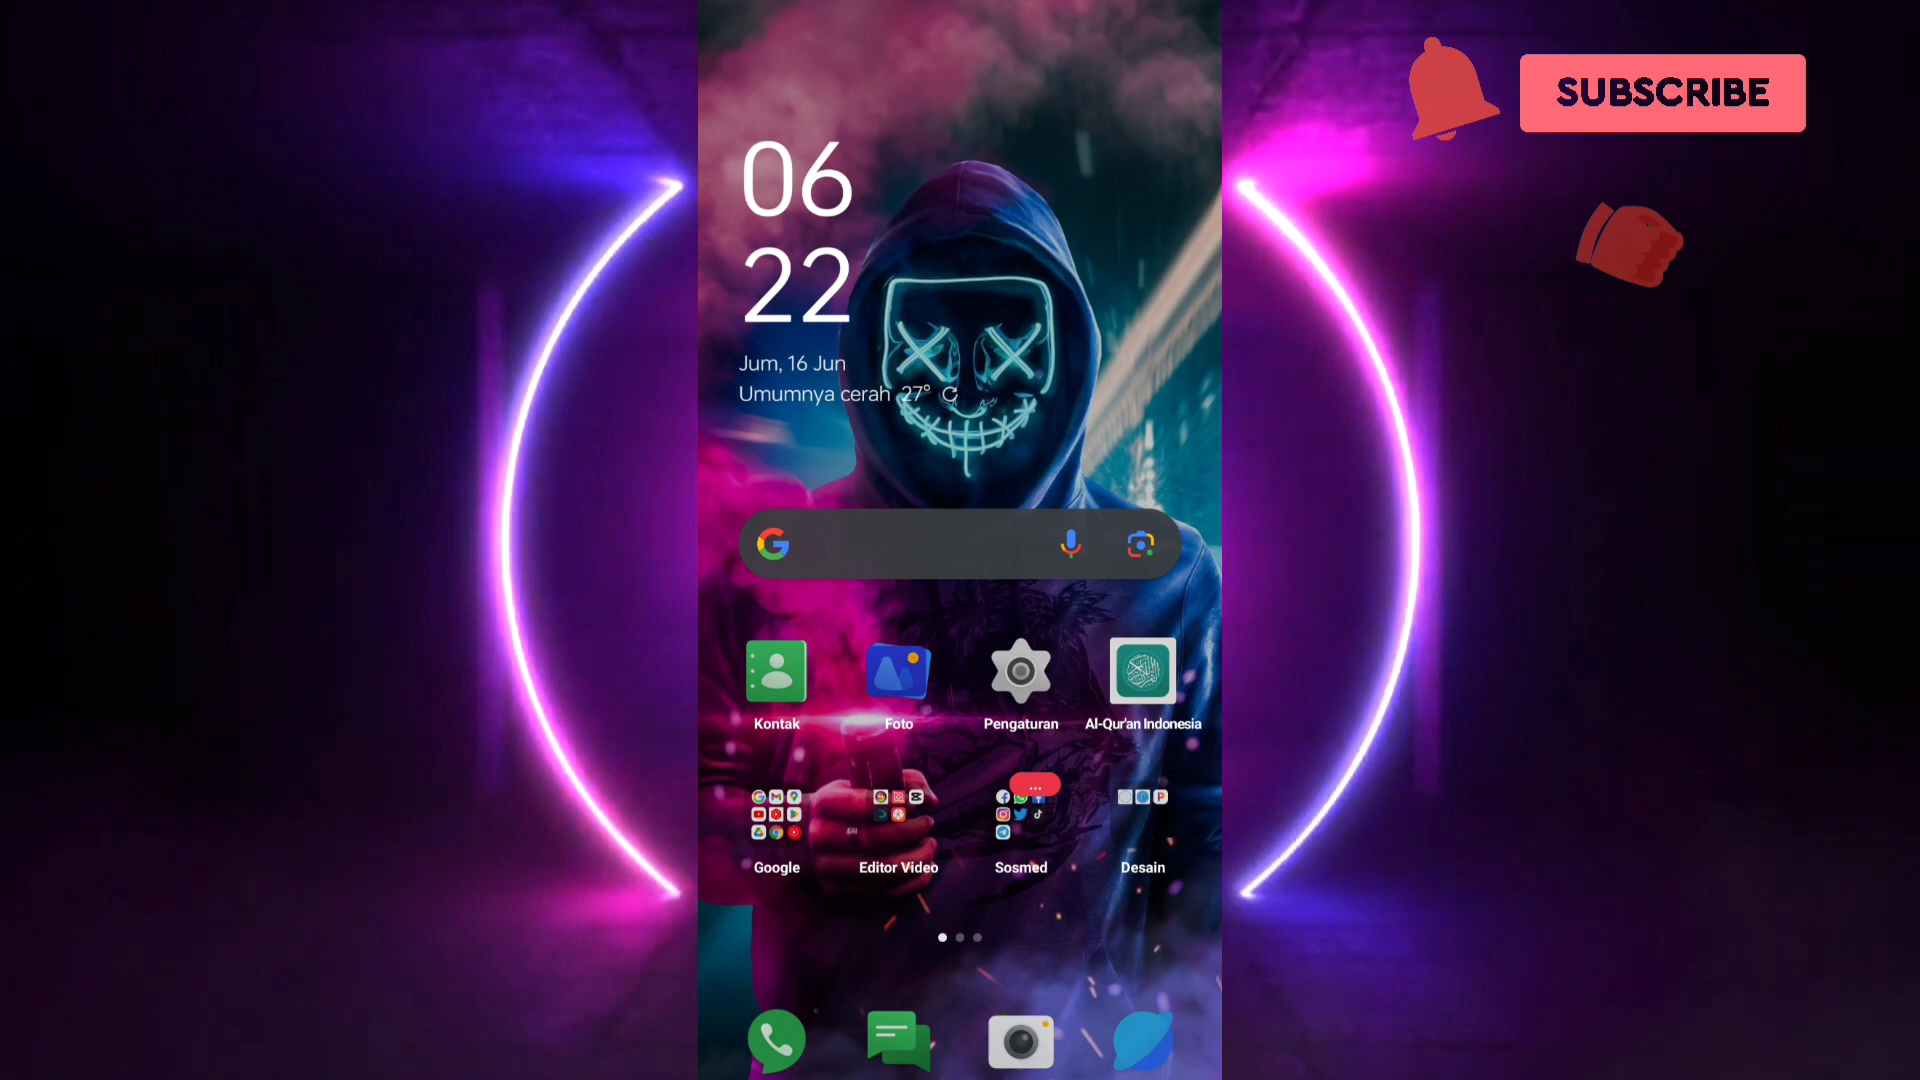 SUBSCRIBE
06
22
Jum, 16 Jun
Umumnya cerah 27°
Kontak
Foto
Pengaturan
Al-Qur'an Indonesia
...
Google
Editor Video
Sosmed
Desain